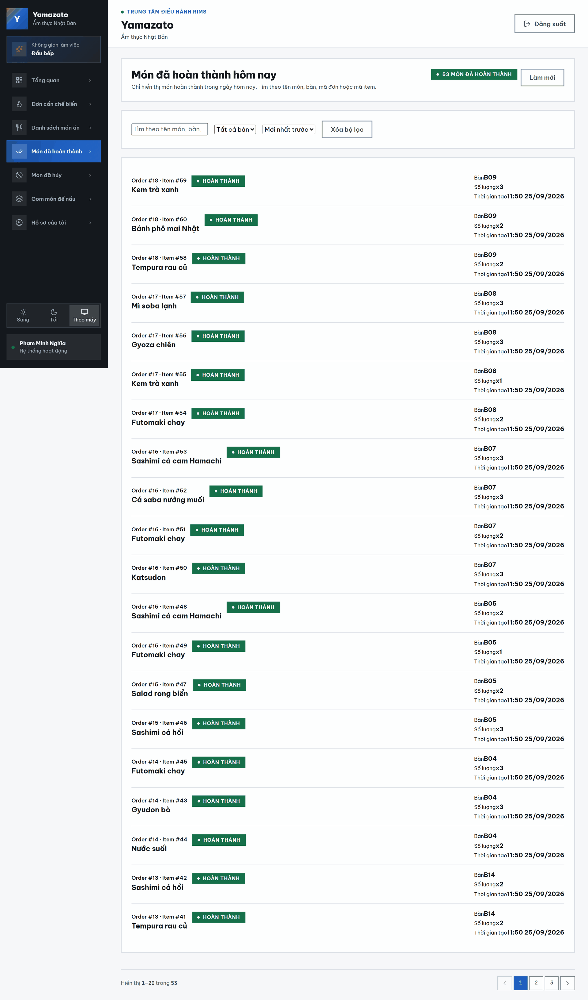 Y
Yamazato
Ẩm thực Nhật Bản
Không gian làm việc
Đầu bếp
Tổng quan
Đơn cần chế biến
Danh sách món ăn
Món đã hoàn thành
Món đã hủy
Gom món để nấu
Hồ sơ của tôi
Sáng
Tối
Theo máy
Phạm Minh Nghĩa
Hệ thống hoạt động
TRUNG TÂM ĐIỀU HÀNH RIMS
Yamazato
Ẩm thực Nhật Bản
Đăng xuất
Món đã hoàn thành hôm nay
Chỉ hiển thị món hoàn thành trong ngày hôm nay. Tìm theo tên món, bàn, mã đơn hoặc mã item.
53 MÓN ĐÃ HOÀN THÀNH
Làm mới
Tìm theo tên món, bàn,
Tất cả bàn
Mới nhất trước
Xóa bộ lọc
Order #18 · Item #59
Kem trà xanh
HOÀN THÀNH
BànB09
Số lượngx3
Thời gian tạo11:50 25/09/2026
Order #18 · Item #60
Bánh phô mai Nhật
HOÀN THÀNH
BànB09
Số lượngx2
Thời gian tạo11:50 25/09/2026
Order #18 · Item #58
Tempura rau củ
HOÀN THÀNH
BànB09
Số lượngx2
Thời gian tạo11:50 25/09/2026
Order #17 · Item #57
Mì soba lạnh
HOÀN THÀNH
BànB08
Số lượngx3
Thời gian tạo11:50 25/09/2026
Order #17 · Item #56
Gyoza chiên
HOÀN THÀNH
BànB08
Số lượngx3
Thời gian tạo11:50 25/09/2026
Order #17 · Item #55
Kem trà xanh
HOÀN THÀNH
BànB08
Số lượngx1
Thời gian tạo11:50 25/09/2026
Order #17 · Item #54
Futomaki chay
HOÀN THÀNH
BànB08
Số lượngx2
Thời gian tạo11:50 25/09/2026
Order #16 · Item #53
Sashimi cá cam Hamachi
HOÀN THÀNH
BànB07
Số lượngx3
Thời gian tạo11:50 25/09/2026
Order #16 · Item #52
Cá saba nướng muối
HOÀN THÀNH
BànB07
Số lượngx3
Thời gian tạo11:50 25/09/2026
Order #16 · Item #51
Futomaki chay
HOÀN THÀNH
BànB07
Số lượngx2
Thời gian tạo11:50 25/09/2026
Order #16 · Item #50
Katsudon
HOÀN THÀNH
BànB07
Số lượngx3
Thời gian tạo11:50 25/09/2026
Order #15 · Item #48
Sashimi cá cam Hamachi
HOÀN THÀNH
BànB05
Số lượngx2
Thời gian tạo11:50 25/09/2026
Order #15 · Item #49
Futomaki chay
HOÀN THÀNH
BànB05
Số lượngx1
Thời gian tạo11:50 25/09/2026
Order #15 · Item #47
Salad rong biển
HOÀN THÀNH
BànB05
Số lượngx2
Thời gian tạo11:50 25/09/2026
Order #15 · Item #46
Sashimi cá hồi
HOÀN THÀNH
BànB05
Số lượngx3
Thời gian tạo11:50 25/09/2026
Order #14 · Item #45
Futomaki chay
HOÀN THÀNH
BànB04
Số lượngx3
Thời gian tạo11:50 25/09/2026
Order #14 · Item #43
Gyudon bò
HOÀN THÀNH
BànB04
Số lượngx3
Thời gian tạo11:50 25/09/2026
Order #14 · Item #44
Nước suối
HOÀN THÀNH
BànB04
Số lượngx2
Thời gian tạo11:50 25/09/2026
Order #13 · Item #42
Sashimi cá hồi
HOÀN THÀNH
BànB14
Số lượngx2
Thời gian tạo11:50 25/09/2026
Order #13 · Item #41
Tempura rau củ
HOÀN THÀNH
BànB14
Số lượngx2
Thời gian tạo11:50 25/09/2026
Hiển thị 1–20 trong 53
1
2
3